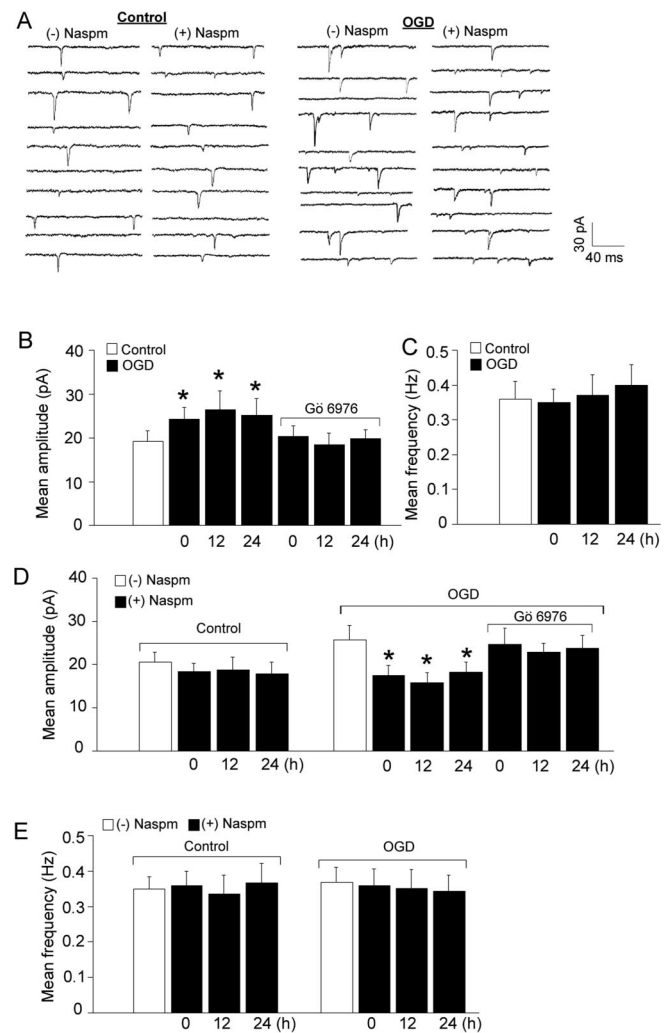 A
Control
OGD
(-) Naspm (+) Naspm (-) Naspm (+) Naspm
30 pA
40 ms
B
Control
OGD
Mean amplitude (pA)
40
30
20
10
0
* * *
Gö 6976
0 12 24 0 12 24 (h)
C
Control
OGD
Mean frequency (Hz)
0.5
0.4
0.3
0.2
0.1
0
0 12 24 (h)
D
(-) Naspm
(+) Naspm
Mean amplitude (pA)
40
30
20
10
0
Control
OGD
Gö 6976
* * *
0 12 24 (h) 0 12 24 0 12 24 (h)
E
(-) Naspm (+) Naspm
Mean frequency (Hz)
0.5
0.4
0.3
0.2
0.1
0
Control OGD
0 12 24 (h) 0 12 24 (h)